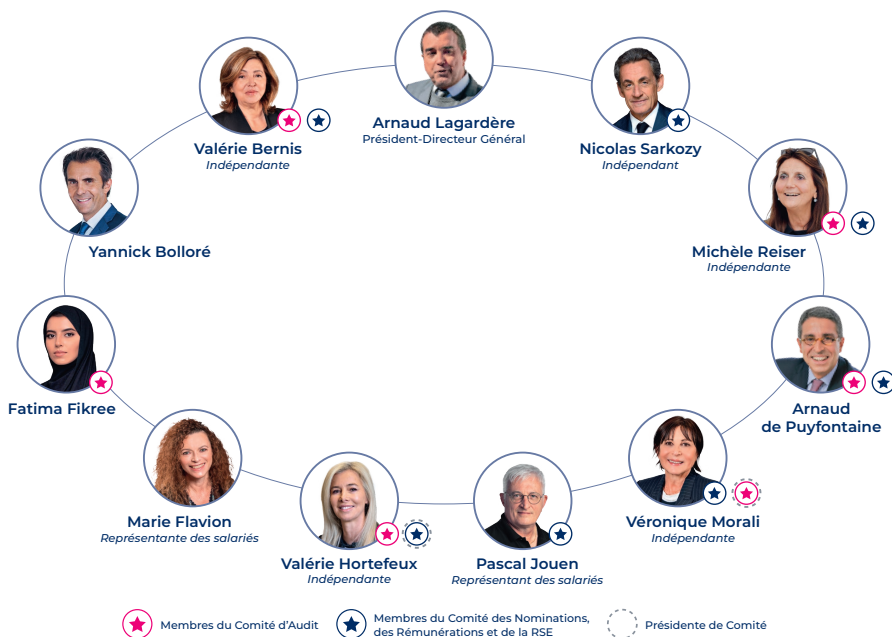 Arnaud Lagardère
Président-Directeur Général
Valérie Bernis
Indépendante
Nicolas Sarkozy
Indépendant
Yannick Bolloré
Michèle Reiser
Indépendante
Fatima Fikree
Arnaud
de Puyfontaine
Marie Flavion
Représentante des salariés
Valérie Hortefeux
Indépendante
Pascal Jouen
Représentant des salariés
Véronique Morali
Indépendante
Membres du Comité d'Audit
Membres du Comité des Nominations,
des Rémunérations et de la RSE
Présidente de Comité